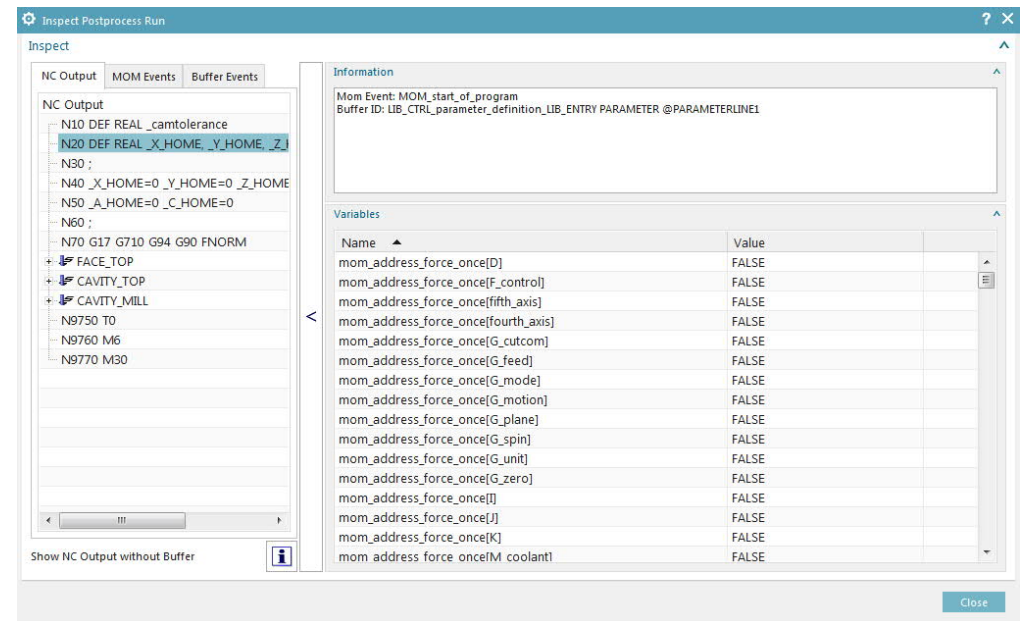 Inspect Postprocess Run
Inspect
NC Output MOM Events Buffer Events
NC Output
N10 DEF REAL _camtolerance
N20 DEF REAL _X_HOME, _Y_HOME, _Z_H
N30 ;
N40 _X_HOME=0 _Y_HOME=0 _Z_HOME
N50 _A_HOME=0 _C_HOME=0
N60 ;
N70 G17 G710 G94 G90 FNORM
FACE_TOP
CAVITY_TOP
CAVITY_MILL
N9750 T0
N9760 M6
N9770 M30
Show NC Output without Buffer
Information
Mom Event: MOM_start_of_program
Buffer ID: LIB_CTRL_parameter_definition_LIB_ENTRY PARAMETER @PARAMETERLINE1
Variables
Name Value
mom_address_force_once[D] FALSE
mom_address_force_once[F_control] FALSE
mom_address_force_once[fifth_axis] FALSE
mom_address_force_once[fourth_axis] FALSE
mom_address_force_once[G_cutcom] FALSE
mom_address_force_once[G_feed] FALSE
mom_address_force_once[G_mode] FALSE
mom_address_force_once[G_motion] FALSE
mom_address_force_once[G_plane] FALSE
mom_address_force_once[G_spin] FALSE
mom_address_force_once[G_unit] FALSE
mom_address_force_once[G_zero] FALSE
mom_address_force_once[I] FALSE
mom_address_force_once[J] FALSE
mom_address_force_once[K] FALSE
mom_address_force_once[M_coolant] FALSE
Close